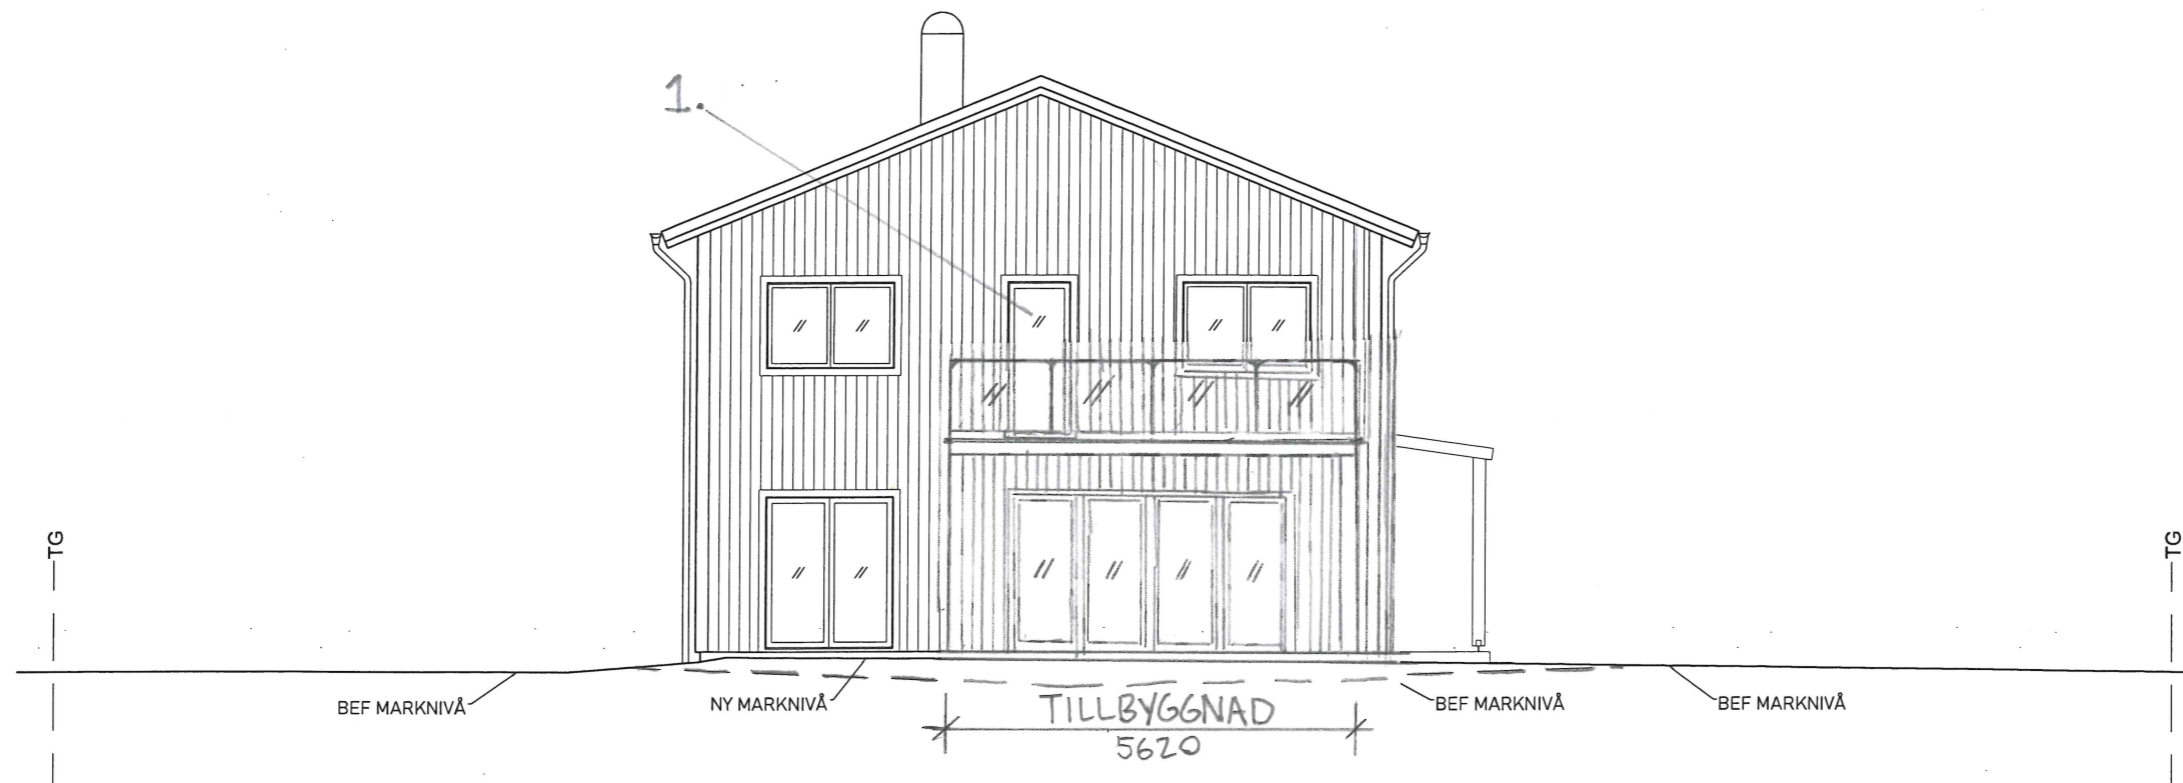 1.
TG
TG
BEF MARKNIVÅ
NY MARKNIVÅ
TILLBYGGNAD
5620
BEF MARKNIVÅ
BEF MARKNIVÅ